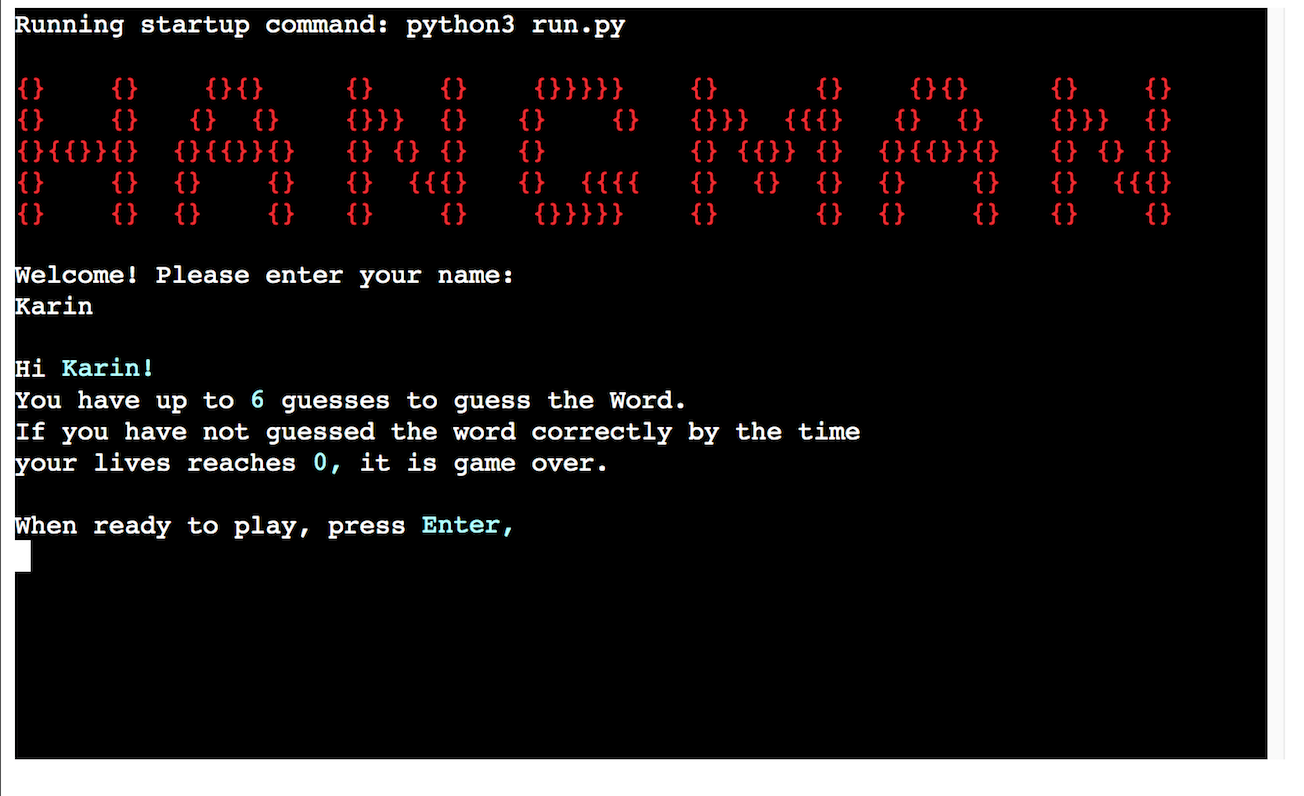 Running startup command: python3 run.py
HANGMAN
Welcome! Please enter your name:
Karin
Hi Karin!
You have up to 6 guesses to guess the Word.
If you have not guessed the word correctly by the time
your lives reaches 0, it is game over.
When ready to play, press Enter,